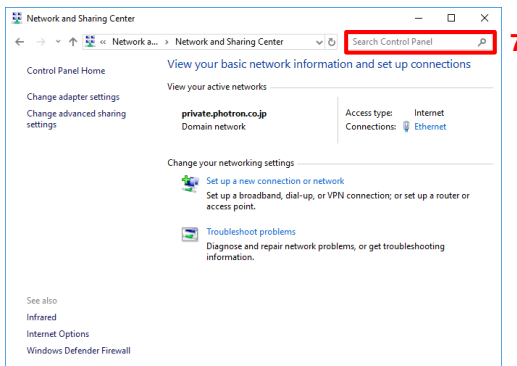 Network and Sharing Center
« Network a... › Network and Sharing Center
Search Control Panel
7
Control Panel Home
Change adapter settings
Change advanced sharing
settings
View your basic network information and set up connections
View your active networks
private.photron.co.jp
Domain network
Access type: Internet
Connections: Ethernet
Change your networking settings
Set up a new connection or network
Set up a broadband, dial-up, or VPN connection; or set up a router or
access point.
Troubleshoot problems
Diagnose and repair network problems, or get troubleshooting
information.
See also
Infrared
Internet Options
Windows Defender Firewall